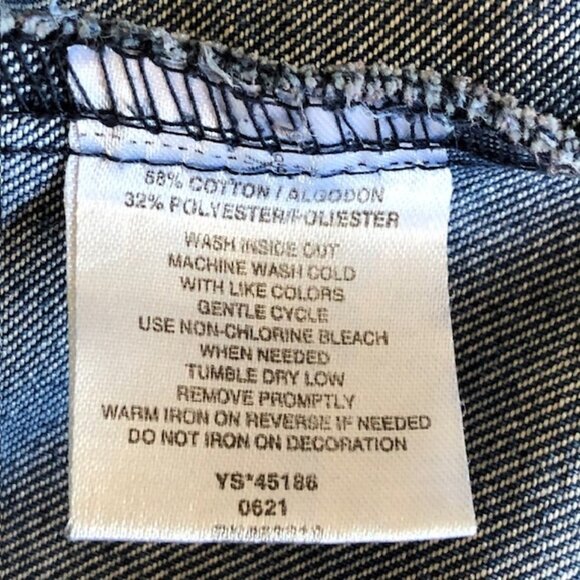 68% COTTON / ALGODON
32% POLYESTER/POLIESTER
WASH INSIDE OUT
MACHINE WASH COLD
WITH LIKE COLORS
GENTLE CYCLE
USE NON-CHLORINE BLEACH
WHEN NEEDED
TUMBLE DRY LOW
REMOVE PROMPTLY
WARM IRON ON REVERSE IF NEEDED
DO NOT IRON ON DECORATION
YS*45186
0621